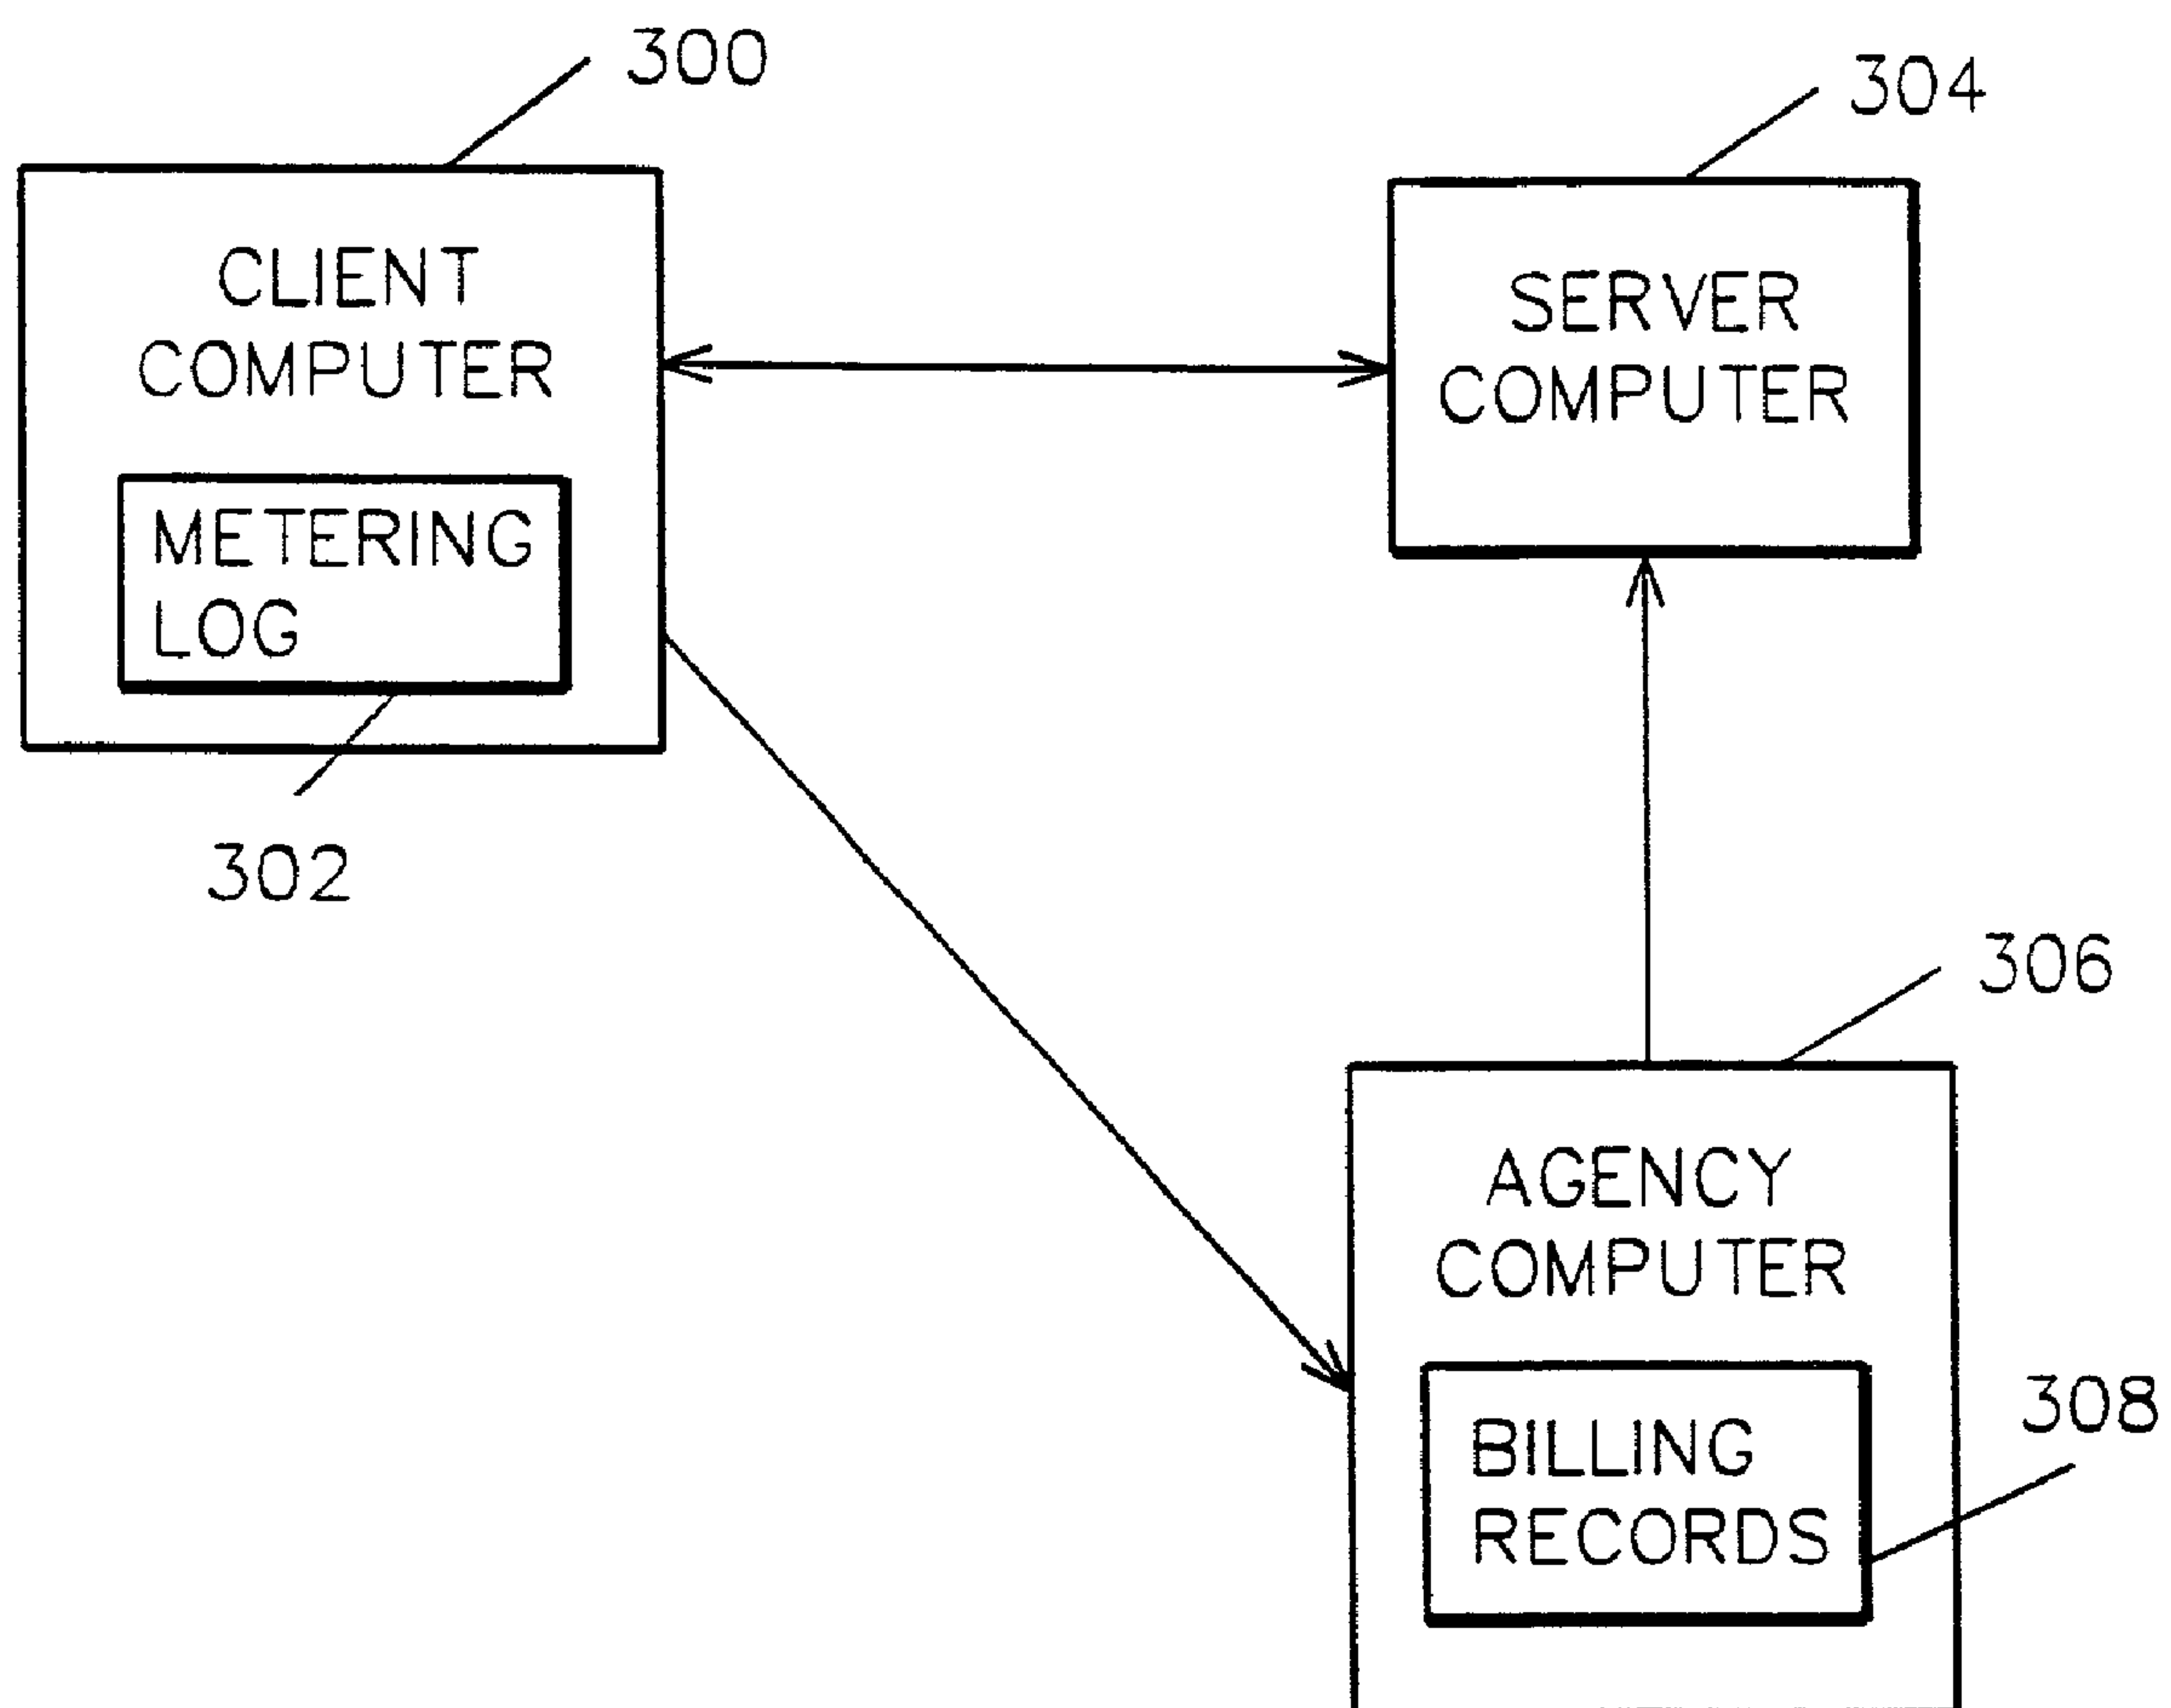 300
304
CLIENT
COMPUTER
SERVER
COMPUTER
METERING
LOG
302
306
AGENCY
COMPUTER
308
BILLING
RECORDS